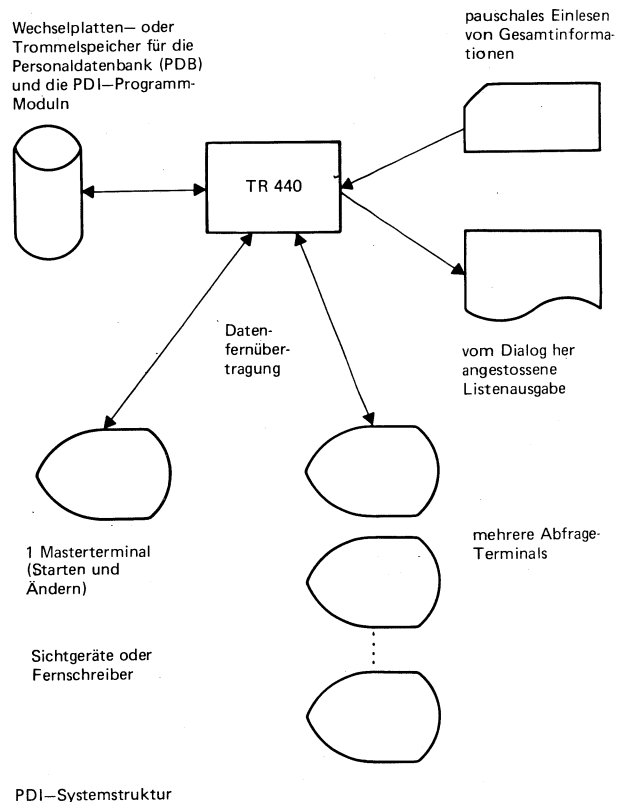 Wechselplatten— oder
Trommelspeicher für die
Personaldatenbank (PDB)
und die PDI—Programm-
Moduln
pauschales Einlesen
von Gesamtinforma-
tionen
TR 440
Daten-
fernüber-
tragung
vom Dialog her
angestossene
Listenausgabe
1 Masterterminal
(Starten und
Ändern)
mehrere Abfrage-
Terminals
Sichtgeräte oder
Fernschreiber
PDI—Systemstruktur